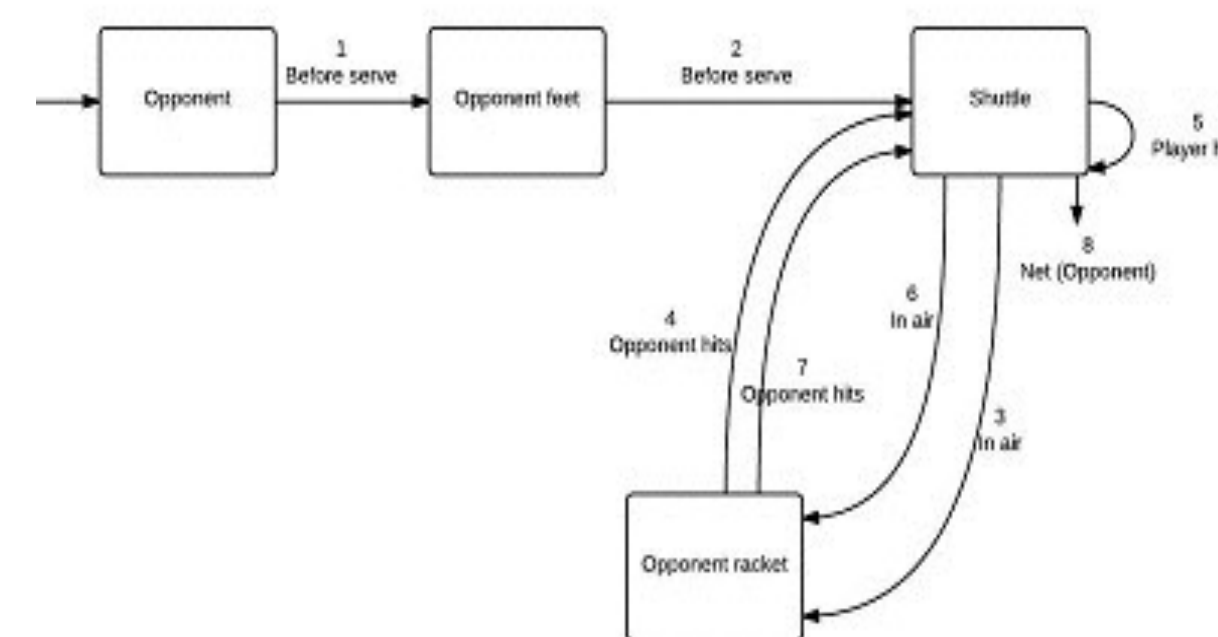 1
Before serve
2
Before serve
Opponent
Opponent feet
Shuttle
5
Player
8
Net (Opponent)
6
In air
4
Opponent hits
7
Opponent hits
3
In air
Opponent racket